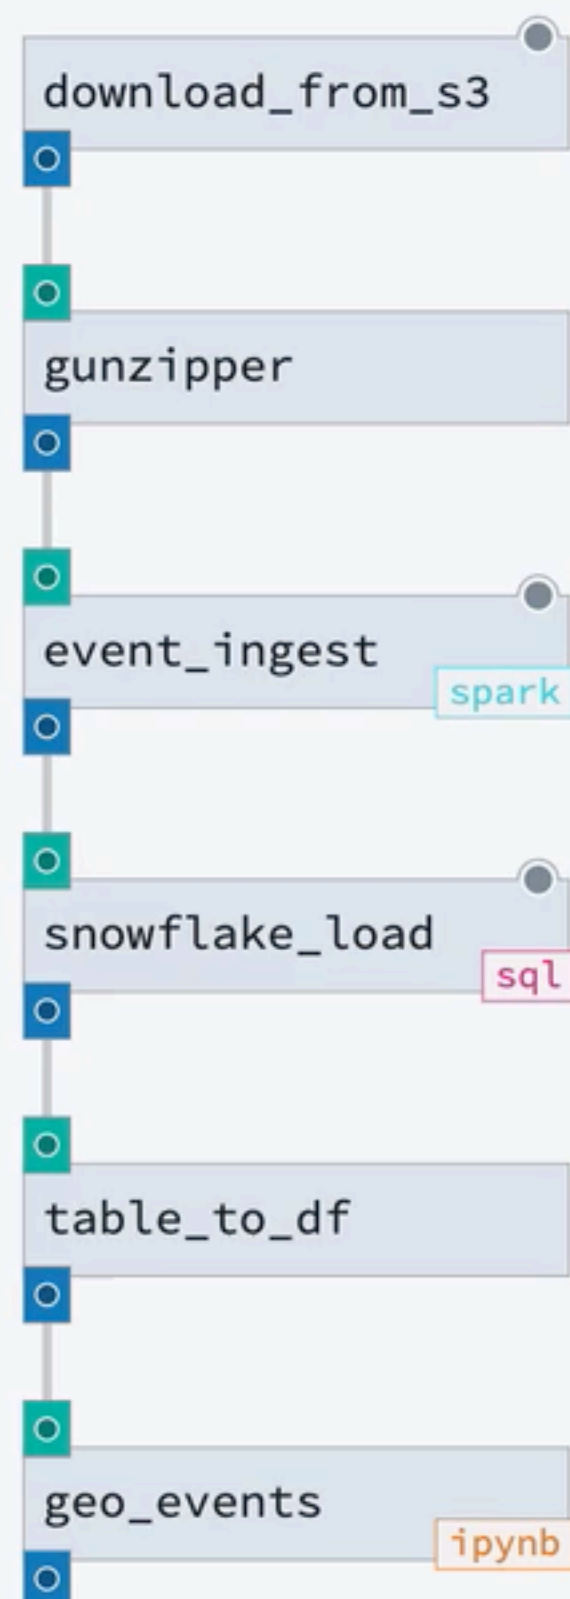 download_from_s3
gunzipper
event_ingest
spark
snowflake_load
sql
table_to_df
geo_events
ipynb